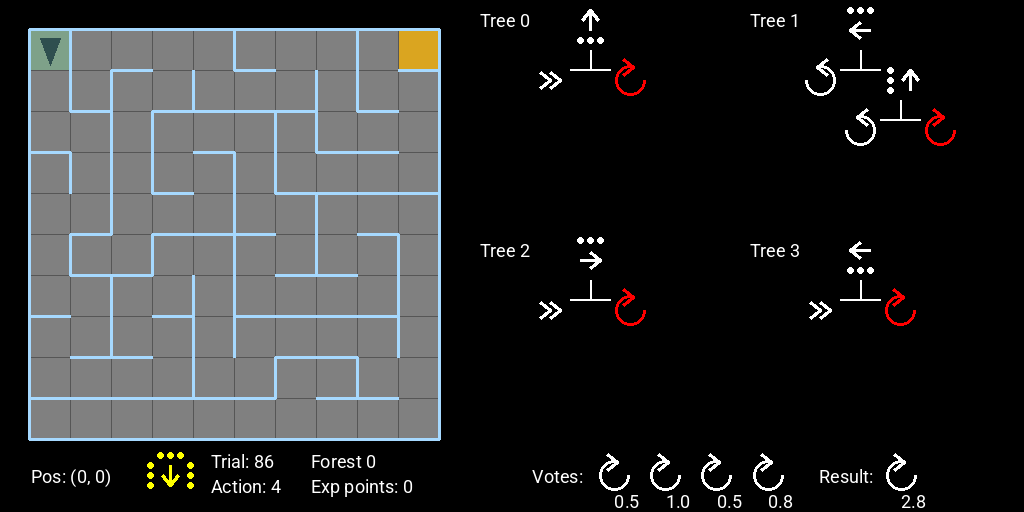 Tree 0
Tree 1
Tree 2
Tree 3
Pos: (0, 0)
Trial: 86
Forest 0
Action: 4
Exp points: 0
Votes:
0.5
1.0
0.5
0.8
Result:
2.8